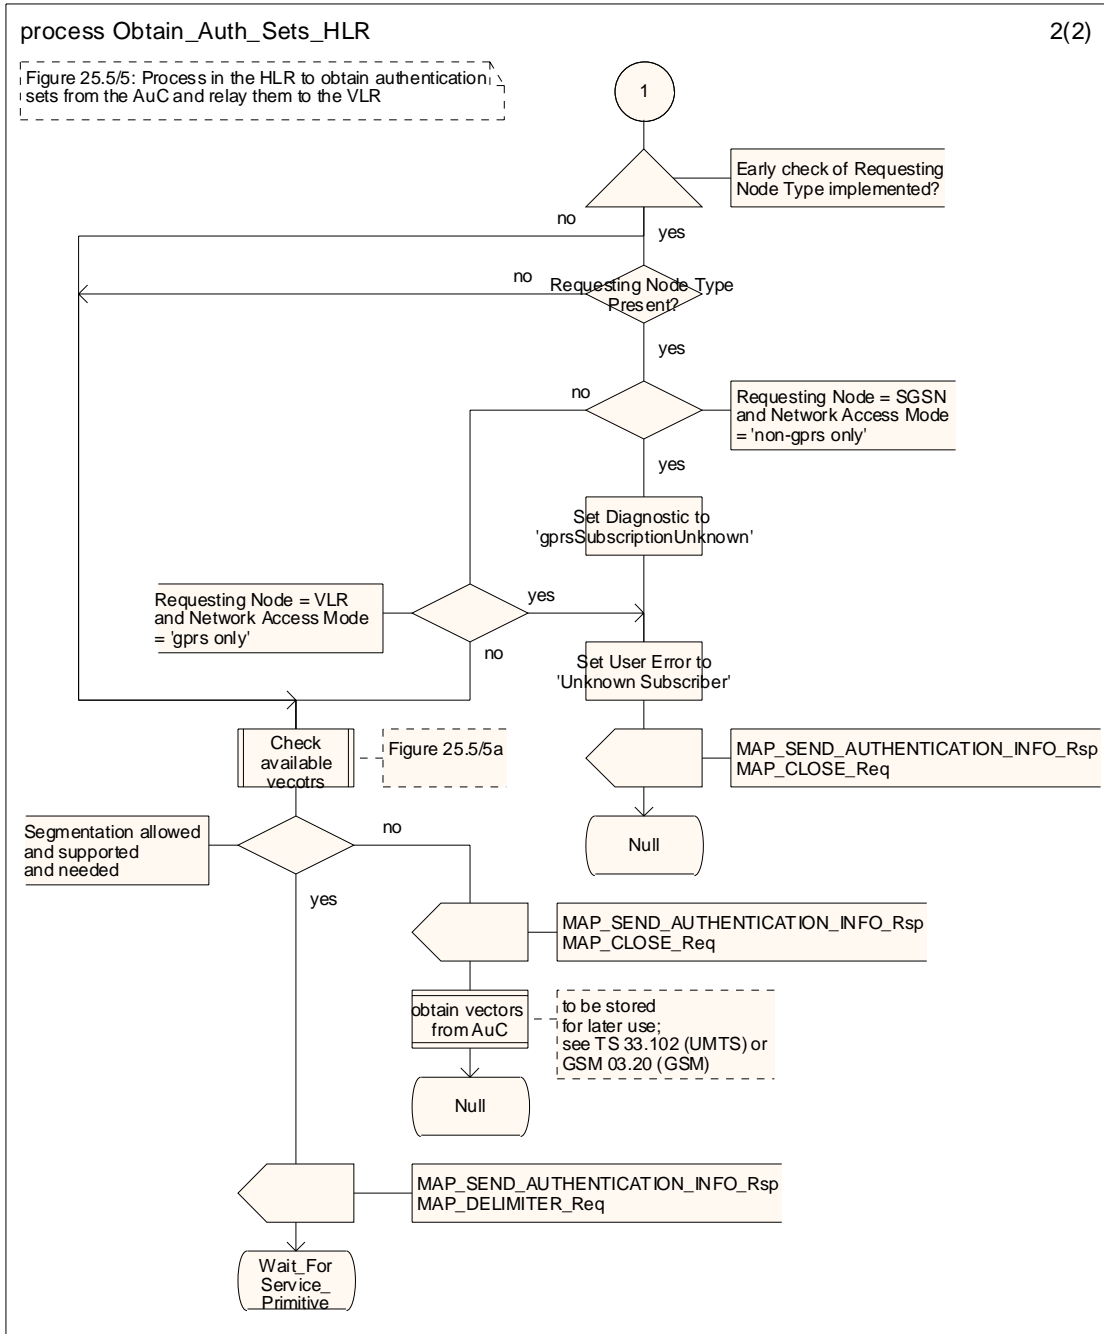 process Obtain_Auth_Sets_HLR
2(2)
Figure 25.5/5: Process in the HLR to obtain authentication
sets from the AuC and relay them to the VLR
1
Early check of Requesting
Node Type implemented?
no
yes
no
Requesting Node Type
Present?
yes
no
Requesting Node = SGSN
and Network Access Mode
= 'non-gprs only'
yes
Set Diagnostic to
'gprsSubscriptionUnknown'
Requesting Node = VLR
and Network Access Mode
= 'gprs only'
yes
no
Set User Error to
'Unknown Subscriber'
Check
available
vecotrs
Figure 25.5/5a
MAP_SEND_AUTHENTICATION_INFO_Rsp
MAP_CLOSE_Req
Segmentation allowed
and supported
and needed
no
Null
yes
MAP_SEND_AUTHENTICATION_INFO_Rsp
MAP_CLOSE_Req
obtain vectors
from AuC
to be stored
for later use;
see TS 33.102 (UMTS) or
GSM 03.20 (GSM)
Null
MAP_SEND_AUTHENTICATION_INFO_Rsp
MAP_DELIMITER_Req
Wait_For
Service_
Primitive